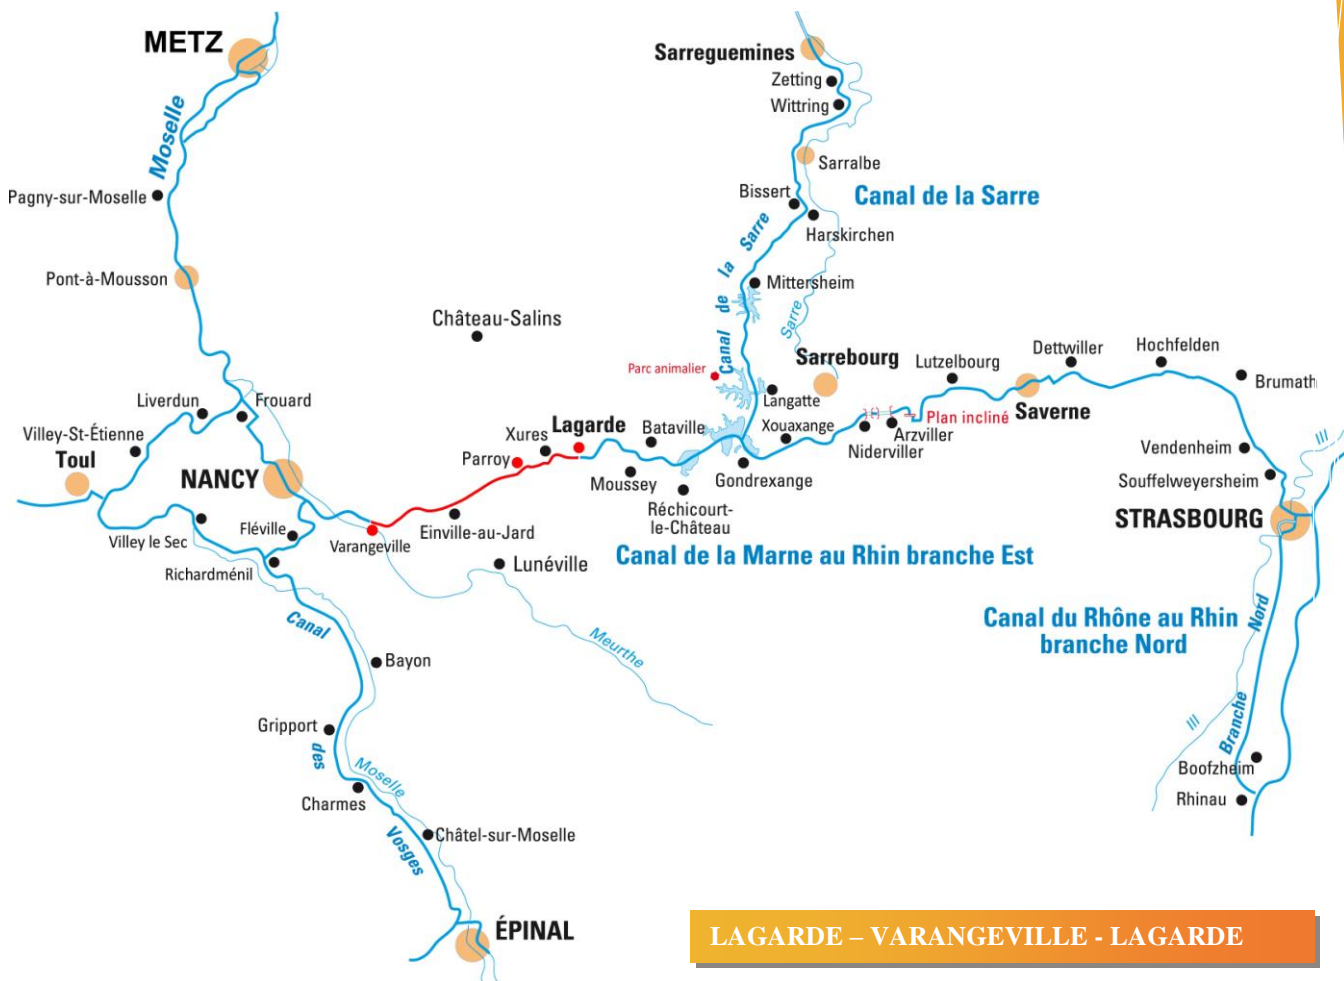 METZ
Sarreguemines
Zetting
Wittring
Moselle
Sarralbe
Pagny-sur-Moselle
Bissert
Canal de la Sarre
Harskirchen
Canal de la Sarre
Pont-à-Mousson
Mittersheim
Sarre
Château-Salins
Parc animalier
Sarrebourg
Lutzelbourg
Dettwiller
Hochfelden
Brumath
Liverdun
Frouard
Langatte
Plan incliné
Saverne
Villey-St-Étienne
Toul
Xures
Lagarde
Bataville
Xouaxange
Arzviller
Niderviller
Ill
Vendenheim
Parroy
NANCY
Moussey
Gondrexange
Souffelweyersheim
Réchicourt-
le-Château
STRASBOURG
Villey le Sec
Fléville
Varangeville
Einville-au-Jard
Lunéville
Canal de la Marne au Rhin branche Est
Richardménil
Canal
Meurthe
Canal du Rhône au Rhin
branche Nord
Nord
Bayon
Gripport
des
Moselle
Ill
Branche
Boofzheim
Rhinau
Charmes
Châtel-sur-Moselle
Vosges
ÉPINAL
LAGARDE – VARANGEVILLE - LAGARDE